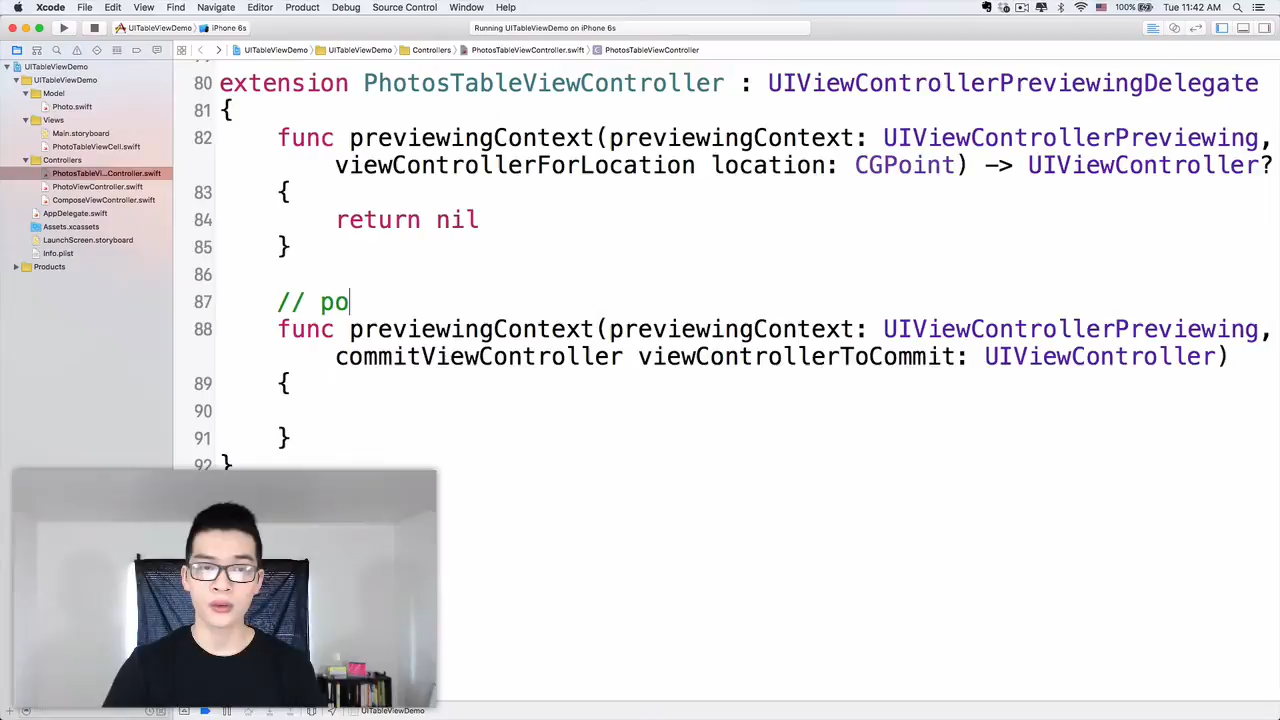 Xcode File Edit View Find Navigate Editor Product Debug Source Control Window Help 100% Tue 11:42 AM
UITableViewDemo iPhone 6s Running UITableViewDemo on iPhone 6s
UITableViewDemo UITableViewDemo Controllers PhotosTableViewController.swift PhotosTableViewController
UITableViewDemo
UITableViewDemo
Model
Photo.swift
Views
Main.storyboard
PhotoTableViewCell.swift
Controllers
PhotosTableVi...Controller.swift
PhotoViewController.swift
ComposeViewController.swift
AppDelegate.swift
Assets.xcassets
LaunchScreen.storyboard
Info.plist
Products
80 extension PhotosTableViewController : UIViewControllerPreviewingDelegate
81 {
82 func previewingContext(previewingContext: UIViewControllerPreviewing,
viewControllerForLocation location: CGPoint) -> UIViewController?
83 {
84 return nil
85 }
86
87 // po
88 func previewingContext(previewingContext: UIViewControllerPreviewing,
commitViewController viewControllerToCommit: UIViewController)
89 {
90
91 }
92 }
UITableViewDemo